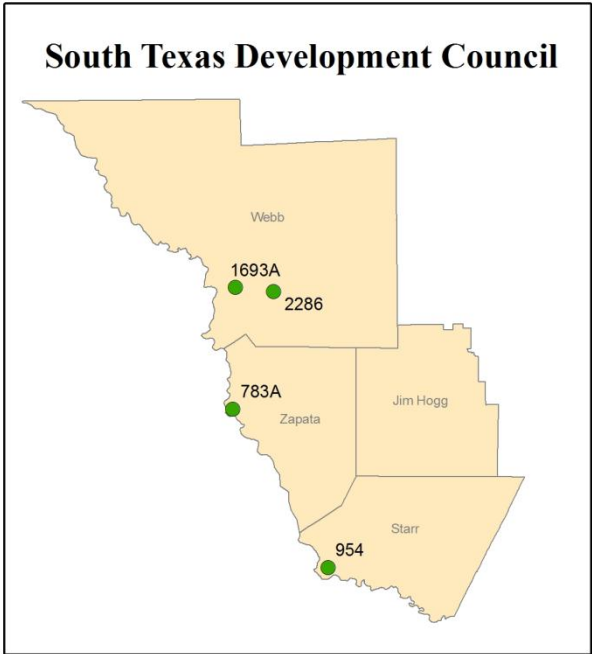 South Texas Development Council
Webb
1693A
2286
783A
Zapata
Jim Hogg
Starr
954